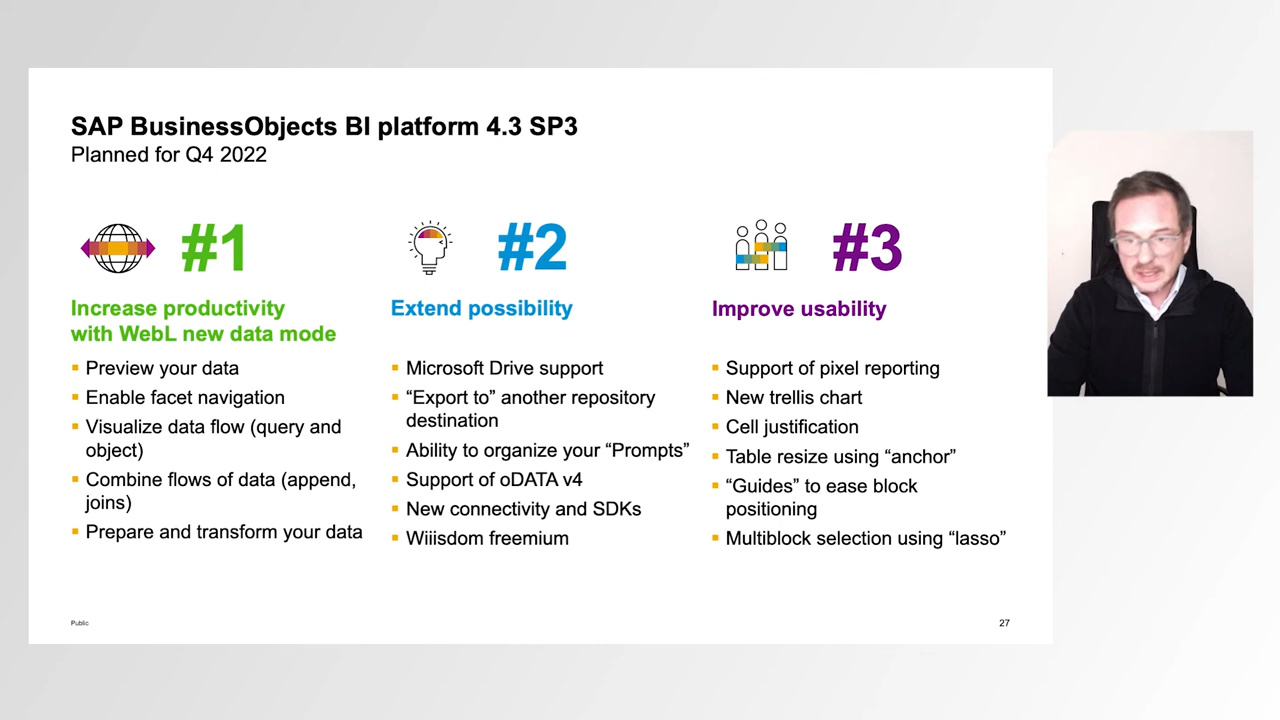 SAP BusinessObjects BI platform 4.3 SP3
Planned for Q4 2022
#1
Increase productivity
with WebL new data mode
Preview your data
Enable facet navigation
Visualize data flow (query and
object)
Combine flows of data (append,
joins)
Prepare and transform your data
#2
Extend possibility
Microsoft Drive support
“Export to” another repository
destination
Ability to organize your “Prompts”
Support of oDATA v4
New connectivity and SDKs
Wiiisdom freemium
#3
Improve usability
Support of pixel reporting
New trellis chart
Cell justification
Table resize using “anchor”
“Guides” to ease block
positioning
Multiblock selection using “lasso”
Public
27